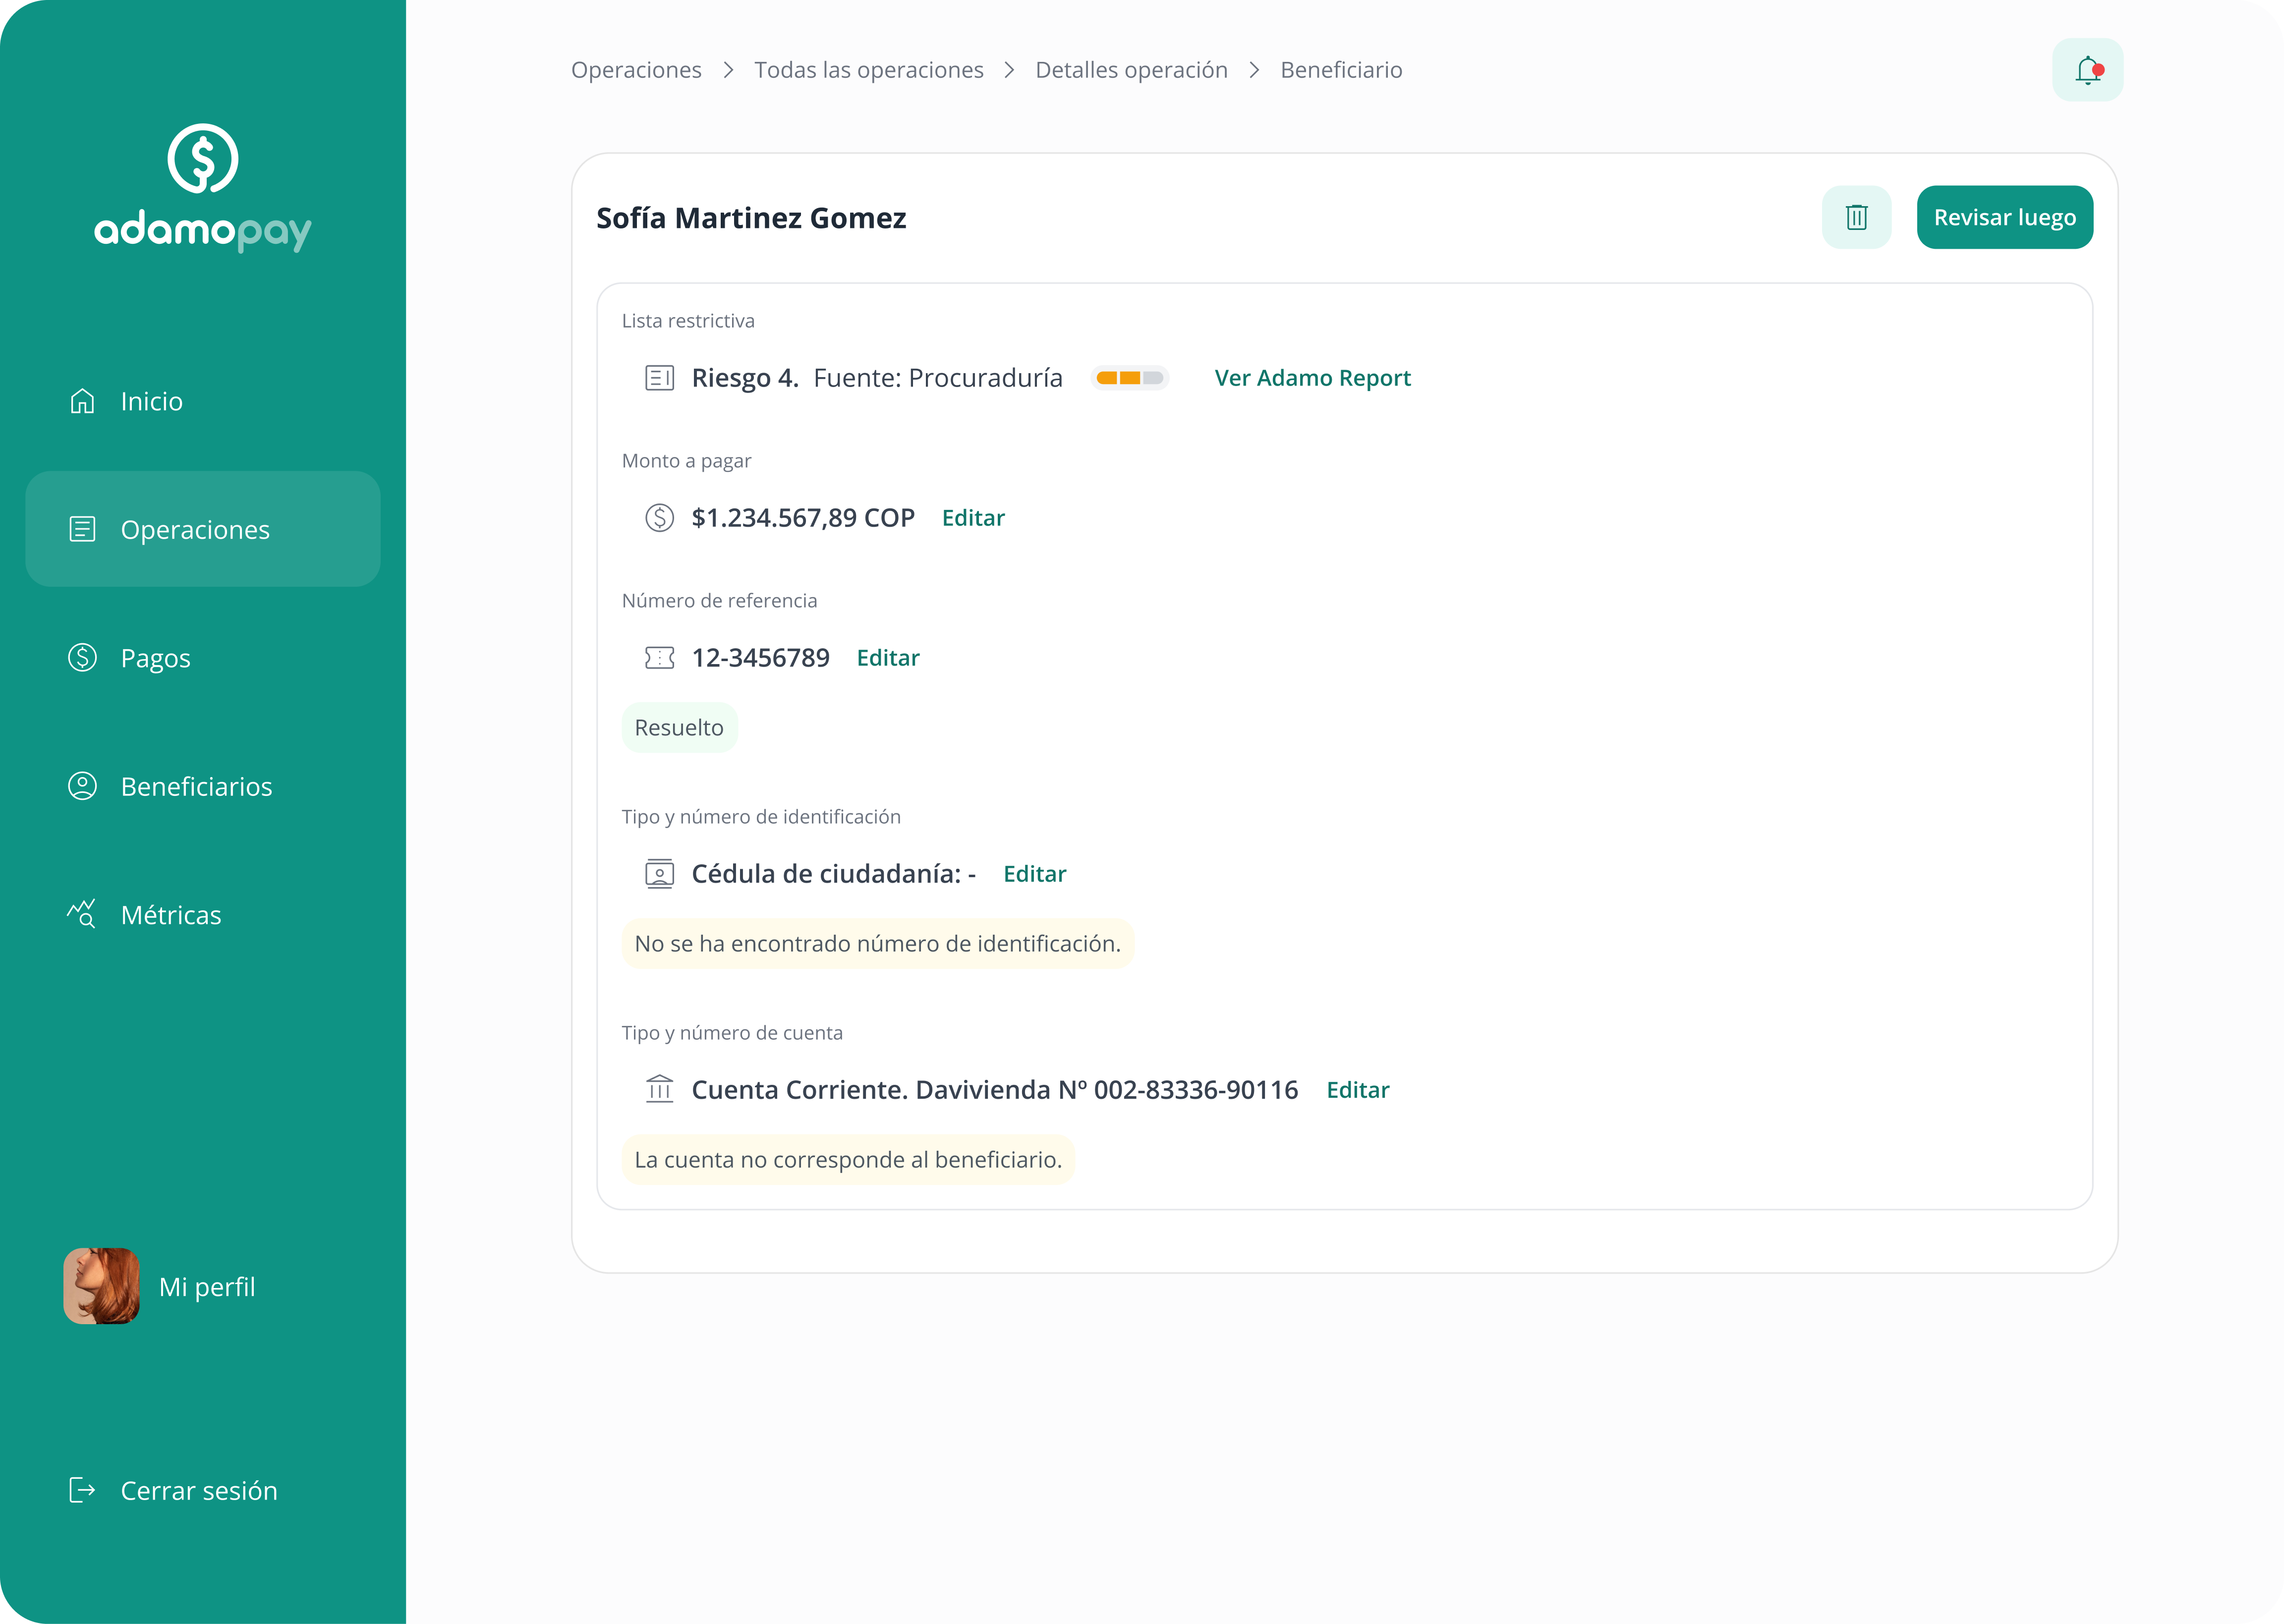 adamopay
Inicio
Operaciones
Pagos
Beneficiarios
Métricas
Mi perfil
Cerrar sesión
Operaciones > Todas las operaciones > Detalles operación > Beneficiario
Sofía Martinez Gomez
Revisar luego
Lista restrictiva
Riesgo 4. Fuente: Procuraduría Ver Adamo Report
Monto a pagar
$1.234.567,89 COP Editar
Número de referencia
12-3456789 Editar
Resuelto
Tipo y número de identificación
Cédula de ciudadanía: - Editar
No se ha encontrado número de identificación.
Tipo y número de cuenta
Cuenta Corriente. Davivienda Nº 002-83336-90116 Editar
La cuenta no corresponde al beneficiario.